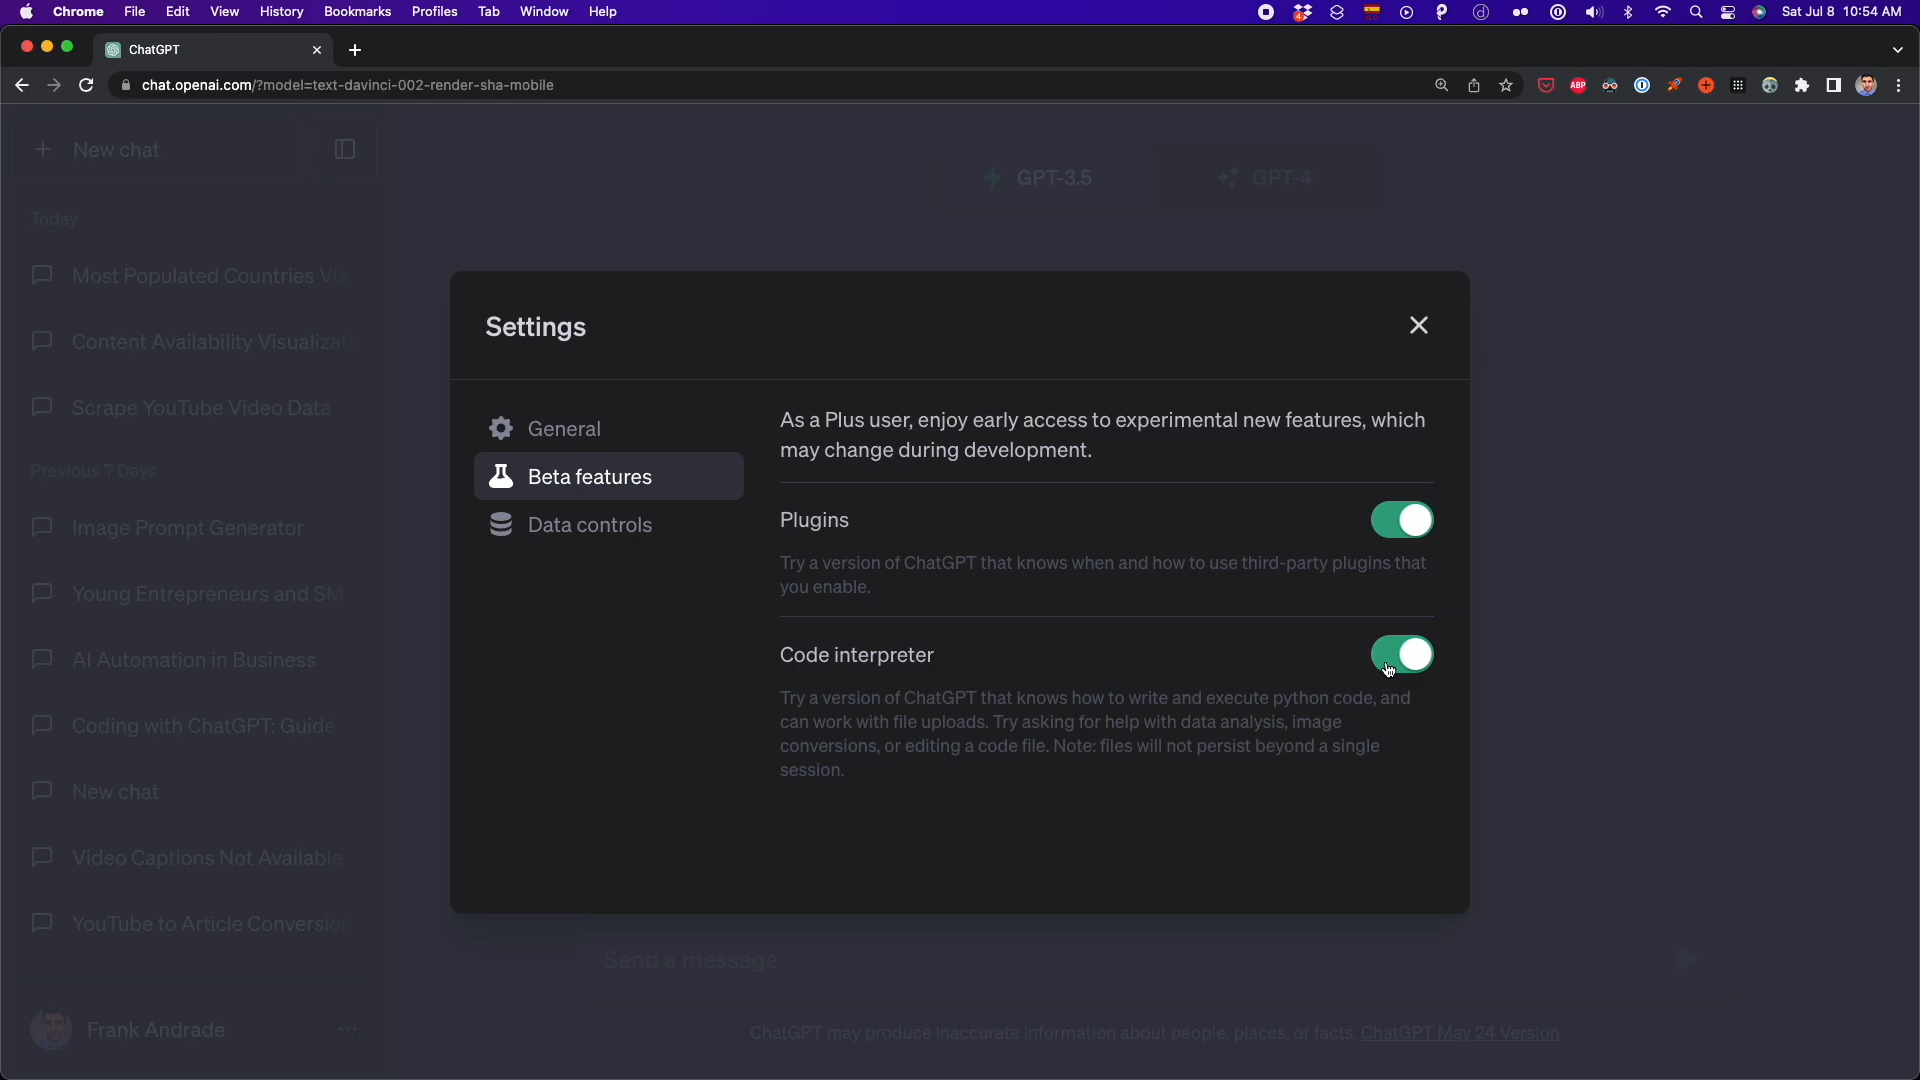 Chrome File Edit View History Bookmarks Profiles Tab Window Help
Sat Jul 8 10:54 AM
ChatGPT
chat.openai.com/?model=text-davinci-002-render-sha-mobile
ABP
New chat
GPT-3.5
GPT-4
Today
Most Populated Countries Vis
Content Availability Visualizat
Scrape YouTube Video Data
Previous 7 Days
Image Prompt Generator
Young Entrepreneurs and SM
AI Automation in Business
Coding with ChatGPT: Guide
New chat
Video Captions Not Available
YouTube to Article Conversion
Frank Andrade
Settings
General
Beta features
Data controls
As a Plus user, enjoy early access to experimental new features, which
may change during development.
Plugins
Try a version of ChatGPT that knows when and how to use third-party plugins that
you enable.
Code interpreter
Try a version of ChatGPT that knows how to write and execute python code, and
can work with file uploads. Try asking for help with data analysis, image
conversions, or editing a code file. Note: files will not persist beyond a single
session.
Send a message
ChatGPT may produce inaccurate information about people, places, or facts. ChatGPT May 24 Version